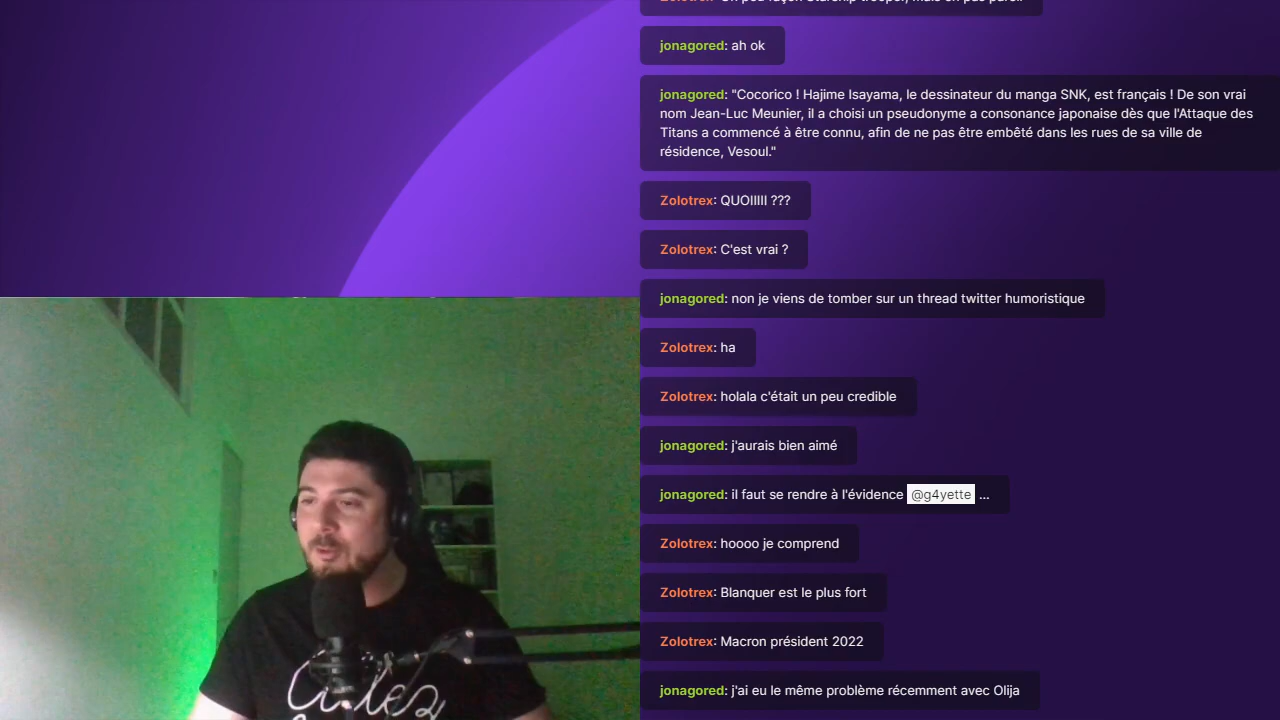 jonagored: ah ok
jonagored: "Cocorico ! Hajime Isayama, le dessinateur du manga SNK, est français ! De son vrai
nom Jean-Luc Meunier, il a choisi un pseudonyme a consonance japonaise dès que l'Attaque des
Titans a commencé à être connu, afin de ne pas être embêté dans les rues de sa ville de
résidence, Vesoul."
Zolotrex: QUOIIIII ???
Zolotrex: C'est vrai ?
jonagored: non je viens de tomber sur un thread twitter humoristique
Zolotrex: ha
Zolotrex: holala c'était un peu credible
jonagored: j'aurais bien aimé
jonagored: il faut se rendre à l'évidence @g4yette ...
Zolotrex: hoooo je comprend
Zolotrex: Blanquer est le plus fort
Zolotrex: Macron président 2022
jonagored: j'ai eu le même problème récemment avec Olija